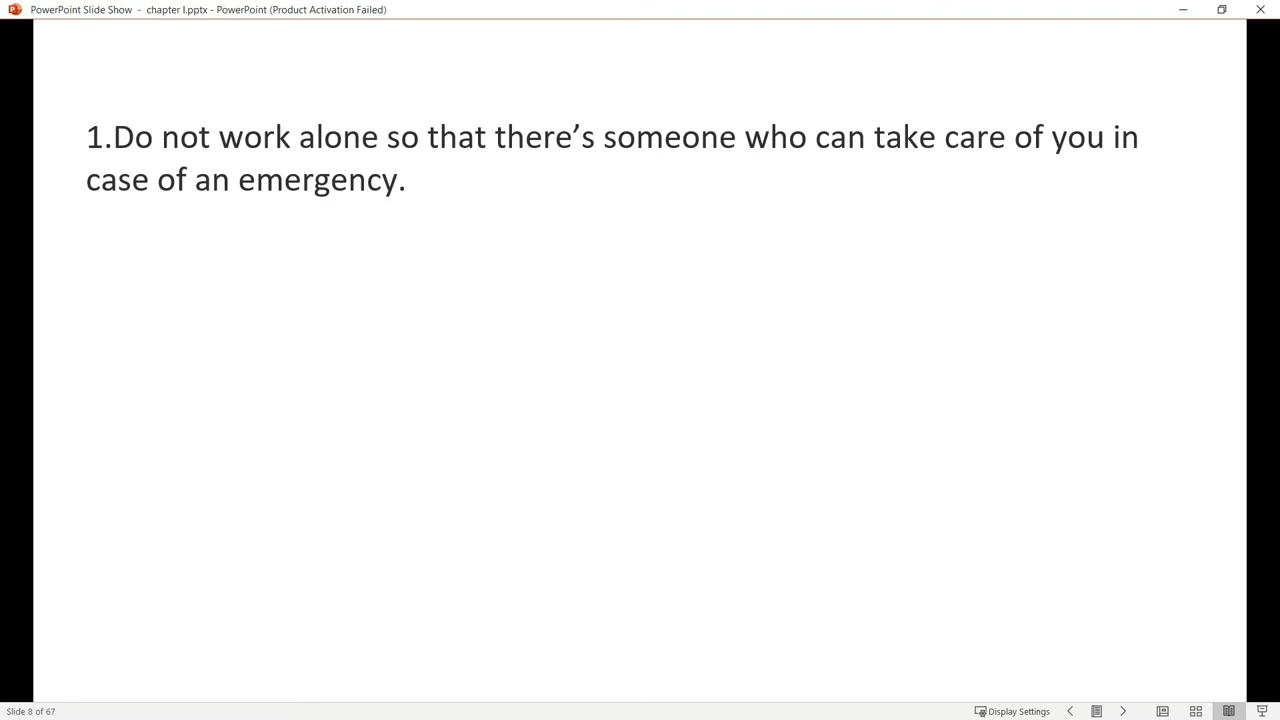 PowerPoint Slide Show - chapter I.pptx - PowerPoint (Product Activation Failed)
1.Do not work alone so that there’s someone who can take care of you in
case of an emergency.
Slide 8 of 67
Display Settings